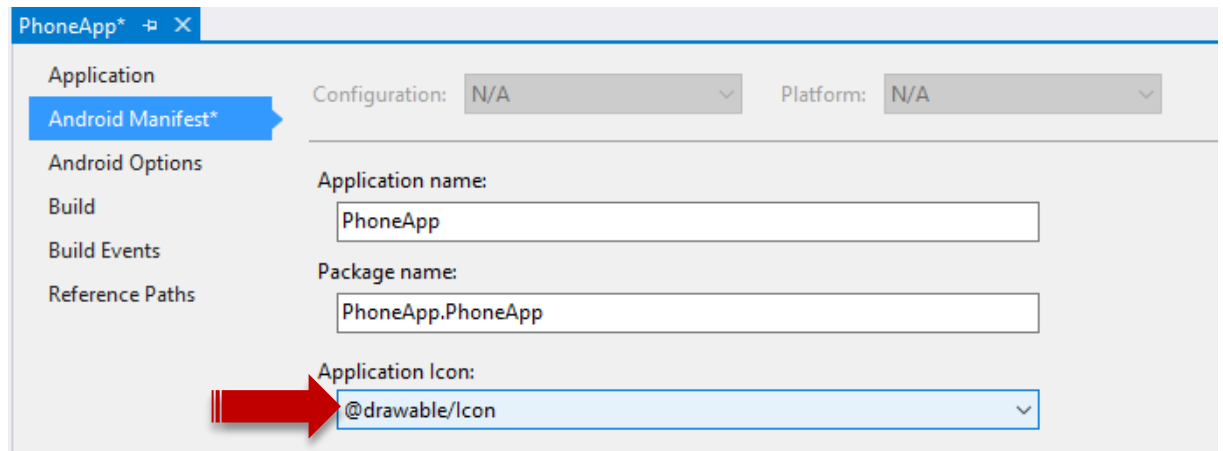 PhoneApp*
Application
Android Manifest*
Android Options
Build
Build Events
Reference Paths
Configuration: N/A Platform: N/A
Application name:
PhoneApp
Package name:
PhoneApp.PhoneApp
Application Icon:
@drawable/Icon